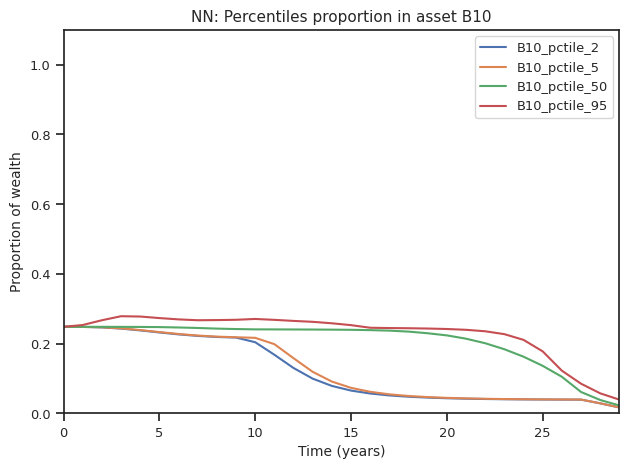 NN: Percentiles proportion in asset B10
B10_pctile_2
B10_pctile_5
B10_pctile_50
B10_pctile_95
Proportion of wealth
1.0
0.8
0.6
0.4
0.2
0.0
0 5 10 15 20 25
Time (years)